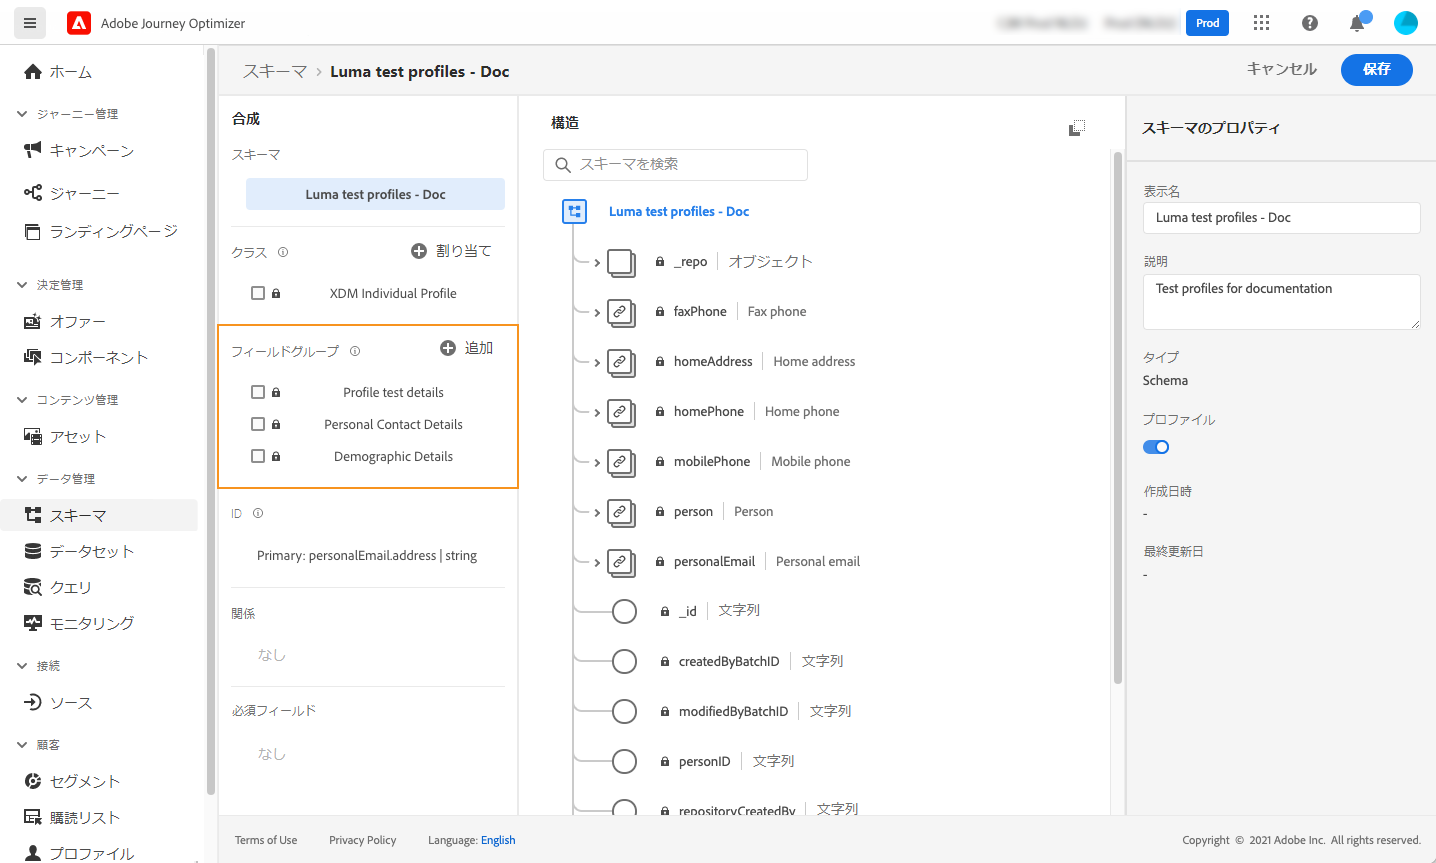 Adobe Journey Optimizer
Prod
ホーム
ジャーニー管理
キャンペーン
ジャーニー
ランディングページ
決定管理
オファー
コンポーネント
コンテンツ管理
アセット
データ管理
スキーマ
データセット
クエリ
モニタリング
接続
ソース
顧客
セグメント
購読リスト
プロファイル
スキーマ › Luma test profiles - Doc
キャンセル
保存
合成
スキーマ
Luma test profiles - Doc
クラス
割り当て
XDM Individual Profile
フィールドグループ
追加
Profile test details
Personal Contact Details
Demographic Details
ID
Primary: personalEmail.address | string
関係
なし
必須フィールド
なし
構造
スキーマを検索
Luma test profiles - Doc
_repo | オブジェクト
faxPhone | Fax phone
homeAddress | Home address
homePhone | Home phone
mobilePhone | Mobile phone
person | Person
personalEmail | Personal email
_id | 文字列
createdByBatchID | 文字列
modifiedByBatchID | 文字列
personID | 文字列
repositoryCreatedBy | 文字列
スキーマのプロパティ
表示名
Luma test profiles - Doc
説明
Test profiles for documentation
タイプ
Schema
プロファイル
作成日時
-
最終更新日
-
Terms of Use
Privacy Policy
Language: English
Copyright © 2021 Adobe Inc. All rights reserved.